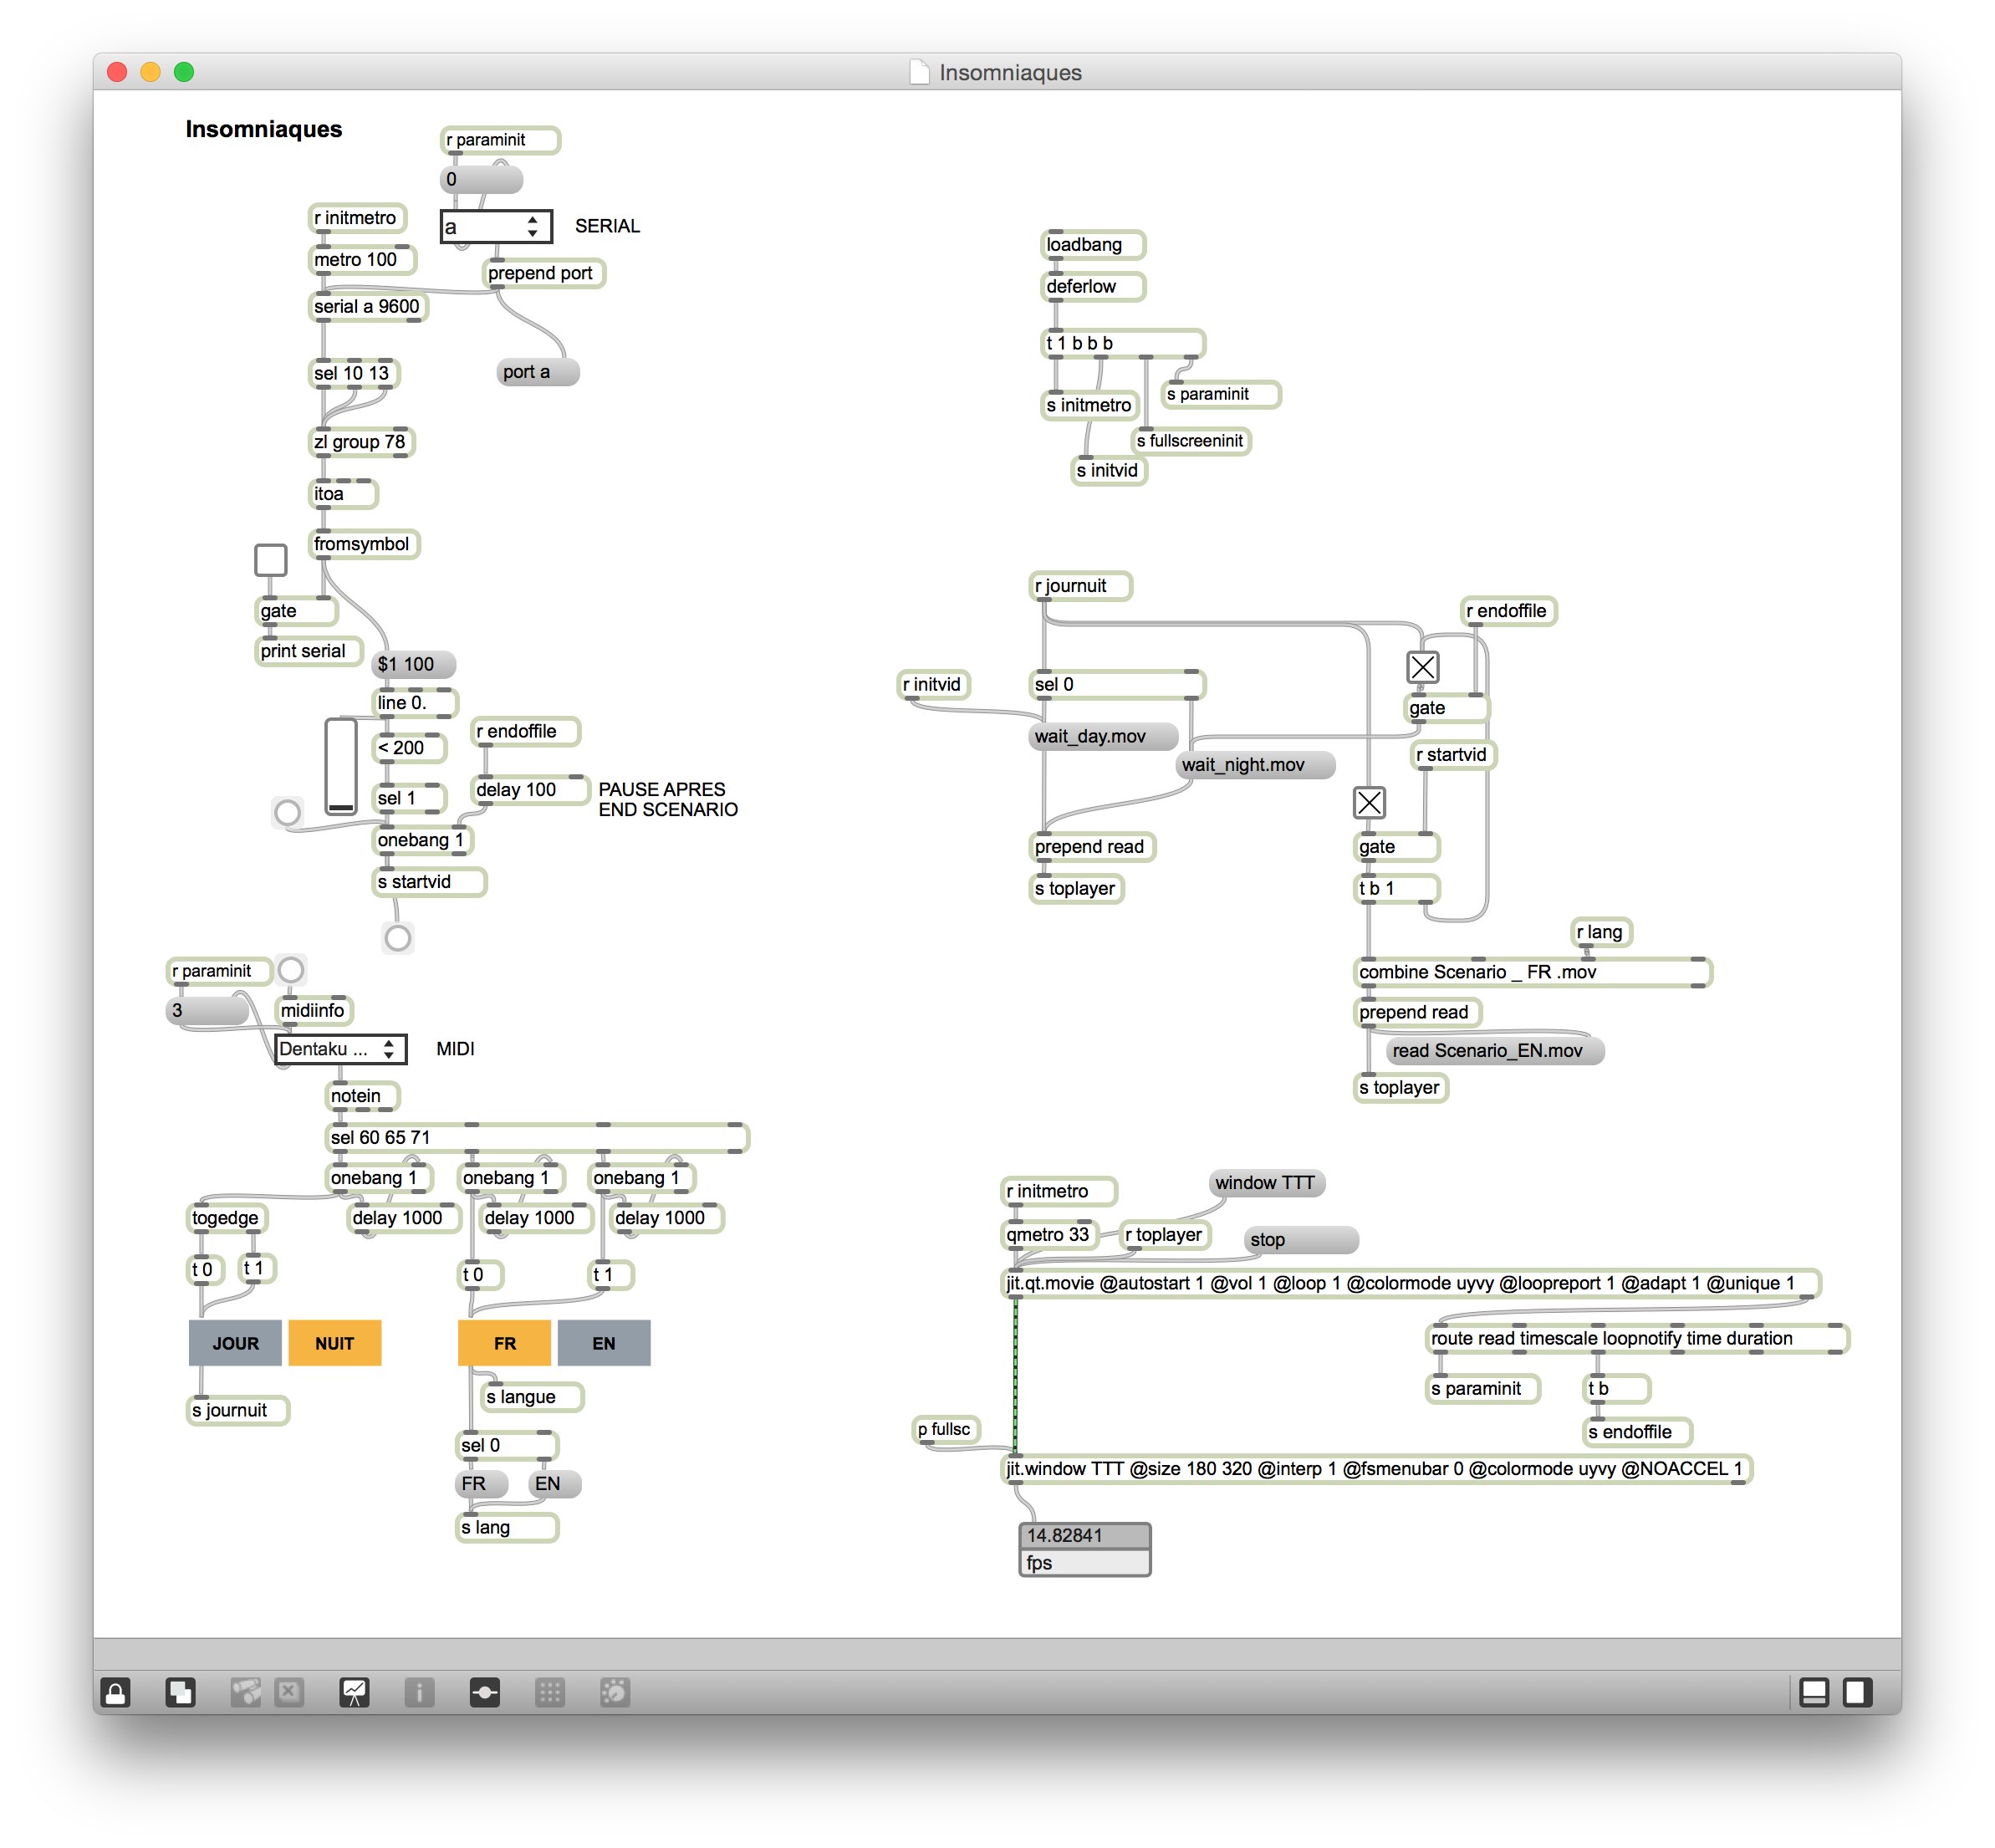 Insomniaques
Insomniaques
r paraminit
0
a
SERIAL
r initmetro
metro 100
prepend port
serial a 9600
port a
sel 10 13
zl group 78
itoa
fromsymbol
gate
print serial
$1 100
line 0.
< 200
r endoffile
sel 1
delay 100
PAUSE APRES
END SCENARIO
onebang 1
s startvid
r paraminit
3
midiinfo
Dentaku ...
MIDI
notein
sel 60 65 71
onebang 1
onebang 1
onebang 1
togedge
delay 1000
delay 1000
delay 1000
t 0
t 1
t 0
t 1
JOUR
NUIT
FR
EN
s journuit
s langue
sel 0
FR
EN
s lang
loadbang
deferlow
t 1 b b b
s initmetro
s paraminit
s fullscreeninit
s initvid
r journuit
r endoffile
r initvid
sel 0
gate
wait_day.mov
wait_night.mov
r startvid
prepend read
gate
s toplayer
t b 1
r lang
combine Scenario _ FR .mov
prepend read
read Scenario_EN.mov
s toplayer
r initmetro
window TTT
qmetro 33
r toplayer
stop
jit.qt.movie @autostart 1 @vol 1 @loop 1 @colormode uyvy @loopreport 1 @adapt 1 @unique 1
route read timescale loopnotify time duration
s paraminit
t b
s endoffile
p fullsc
jit.window TTT @size 180 320 @interp 1 @fsmenubar 0 @colormode uyvy @NOACCEL 1
14.82841
fps